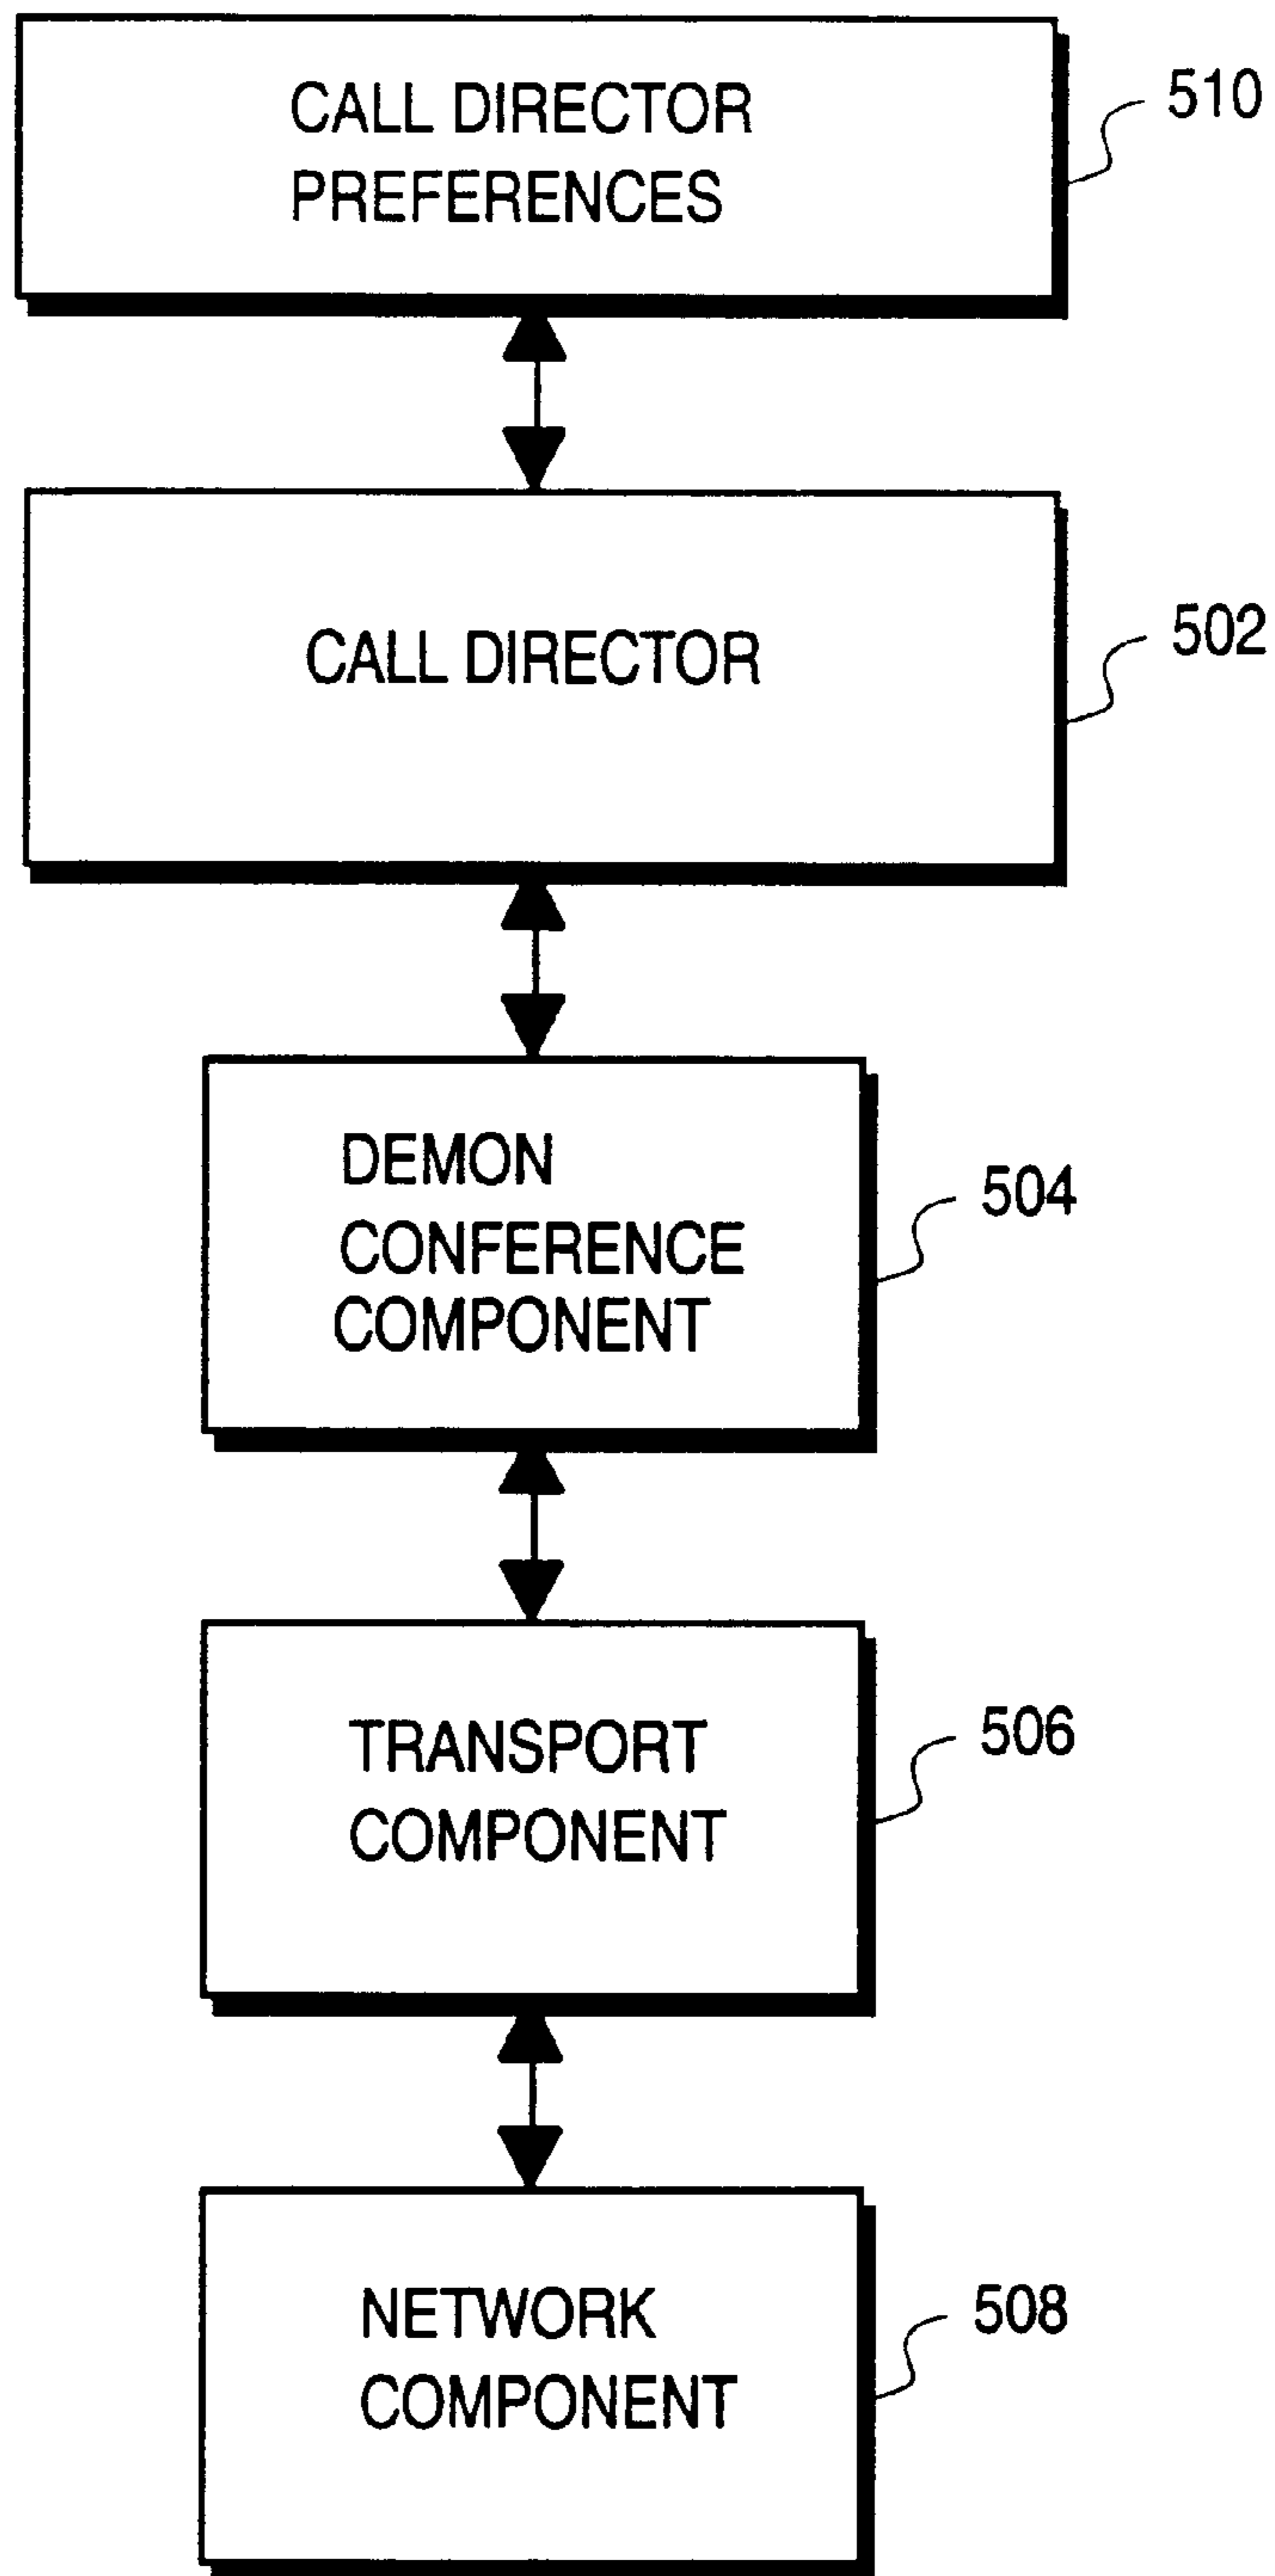 CALL DIRECTOR
PREFERENCES
510
CALL DIRECTOR
502
DEMON
CONFERENCE
COMPONENT
504
TRANSPORT
COMPONENT
506
NETWORK
COMPONENT
508